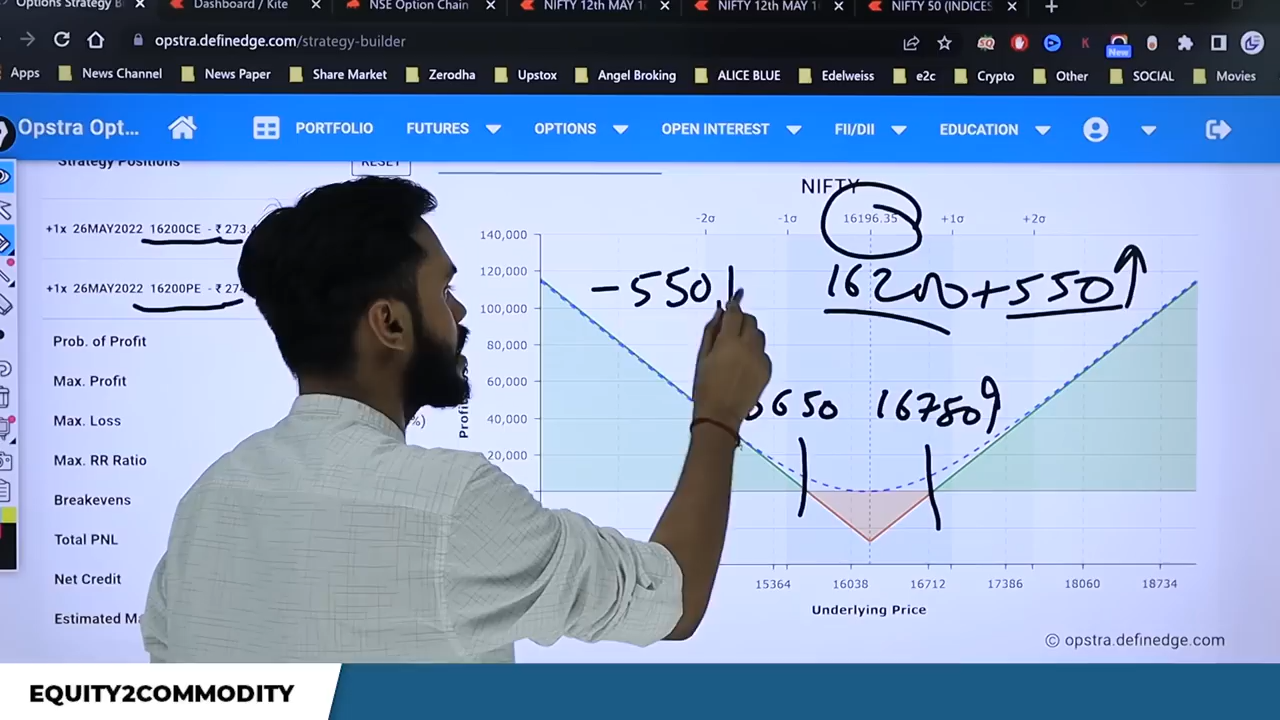 Options Strategy B
Dashboard / Kite
NSE Option Chain
NIFTY 12th MAY 1
NIFTY 12th MAY 1
NIFTY 50 (INDICES
opstra.definedge.com/strategy-builder
New
Apps
News Channel
News Paper
Share Market
Zerodha
Upstox
Angel Broking
ALICE BLUE
Edelweiss
e2c
Crypto
Other
SOCIAL
Movies
Opstra Opt...
PORTFOLIO
FUTURES
OPTIONS
OPEN INTEREST
FII/DII
EDUCATION
Strategy Positions
RESET
+1x 26MAY2022 16200CE - ₹ 273.
+1x 26MAY2022 16200PE - ₹ 27
Prob. of Profit
Max. Profit
Max. Loss
Max. RR Ratio
Breakevens
Total PNL
Net Credit
Estimated M
%)
NIFTY
-2σ -1σ 16196.35 +1σ +2σ
140,000
120,000
100,000
80,000
60,000
40,000
20,000
-550
16200+550↑
650 16750
15364 16038 16712 17386 18060 18734
Underlying Price
© opstra.definedge.com
EQUITY2COMMODITY